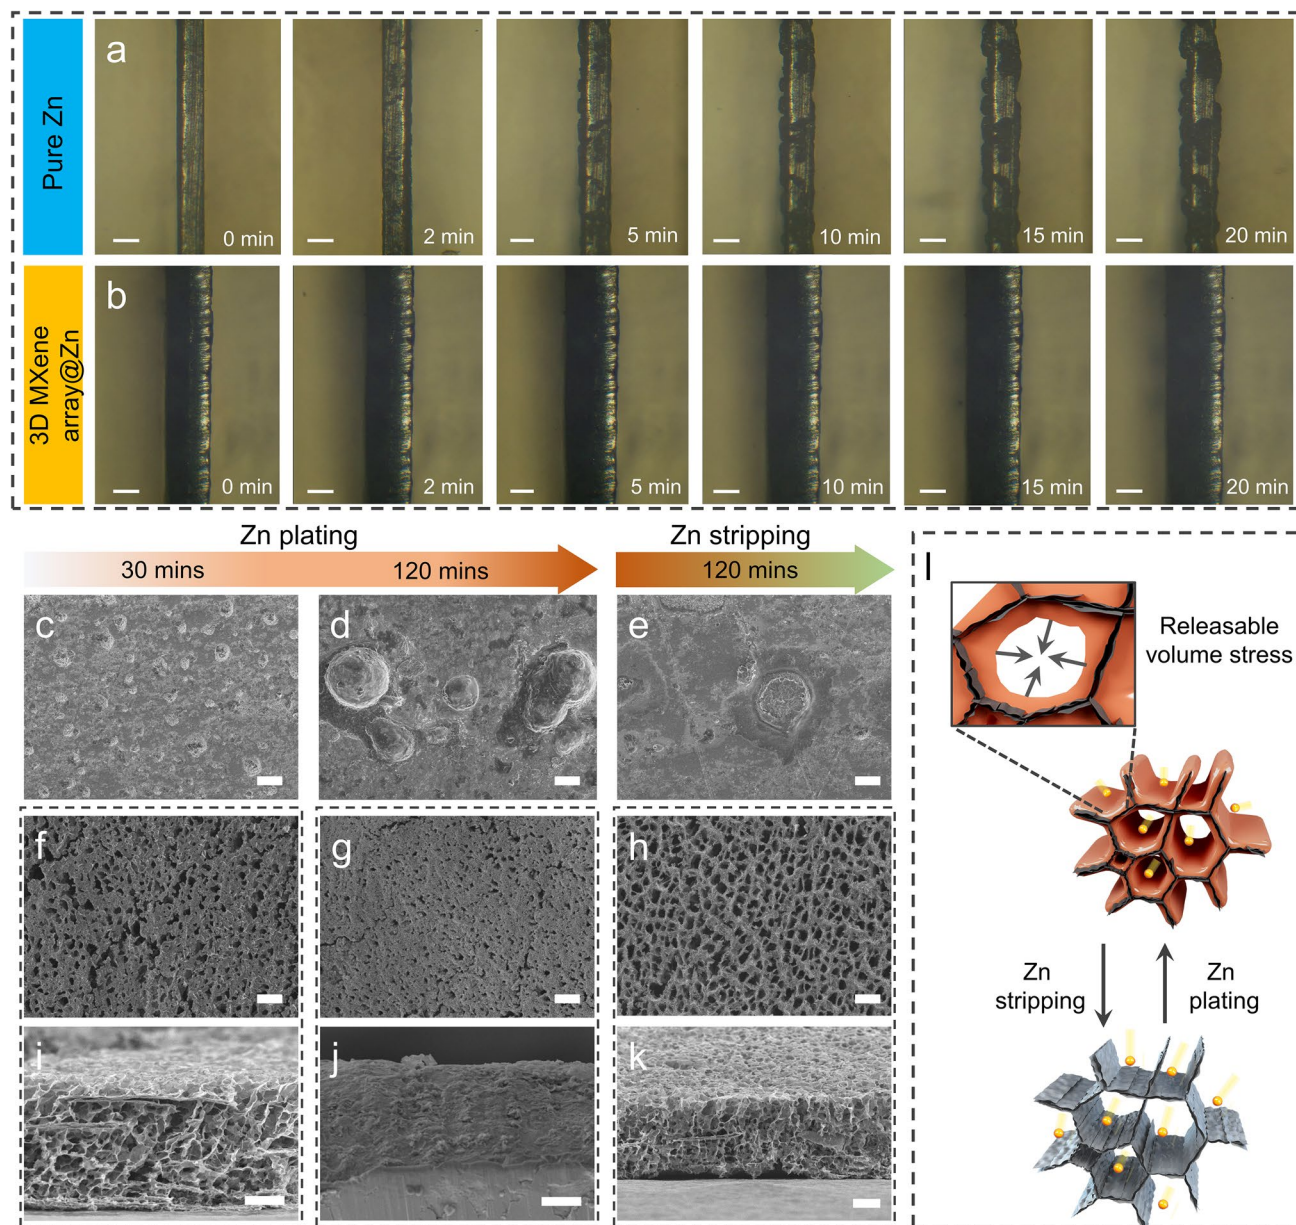 Pure Zn
a
0 min
2 min
5 min
10 min
15 min
20 min
3D MXene
array@Zn
b
0 min
2 min
5 min
10 min
15 min
20 min
Zn plating
30 mins
120 mins
Zn stripping
120 mins
c
d
e
f
g
h
i
j
k
l
Releasable
volume stress
Zn
stripping
Zn
plating